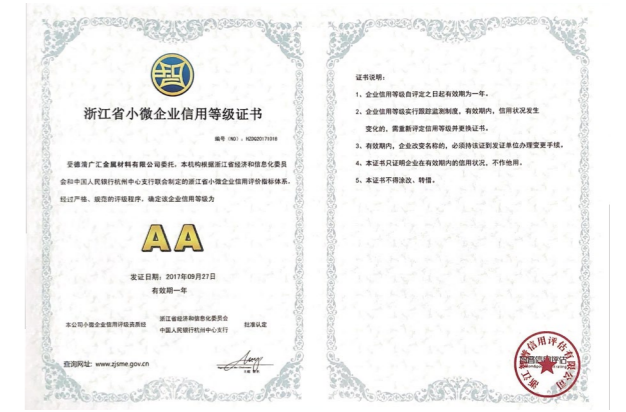 浙江省小微企业信用等级证书
编号（NO）：HZDG20171018
受德清广汇金属材料有限公司委托，本机构根据浙江省经济和信息化委员
会和中国人民银行杭州中心支行联合制定的浙江省小微企业信用评价指标体系，
经过严格、规范的评级程序，确定该企业信用等级为
AA
发证日期：2017年09月27日
有效期一年
本公司小微企业信用评级资质经
浙江省经济和信息化委员会
中国人民银行杭州中心支行
批准认定
查询网址：www.zjsme.gov.cn
证书说明：
1、企业信用等级自评定之日起有效期为一年。
2、企业信用等级实行跟踪监测制度，有效期内，信用状况发生
变化的，需重新评定信用等级并更换证书。
3、有效期内，企业改变名称的，必须持该证到发证单位办理变更手续。
4、本证书只证明企业在有效期内的信用状况，不作他用。
5、本证书不得涂改、转借。